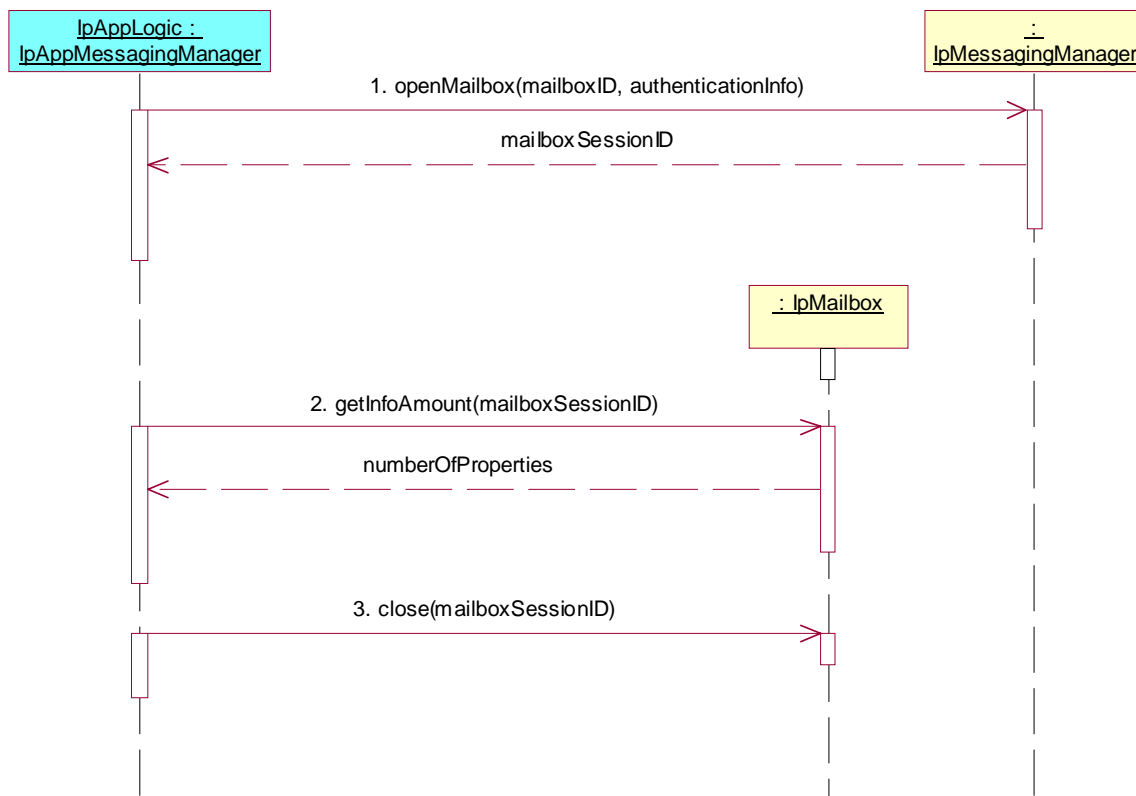 IpAppLogic :
IpAppMessagingManager
:
IpMessagingManager
1. openMailbox(mailboxID, authenticationInfo)
mailboxSessionID
: IpMailbox
2. getInfoAmount(mailboxSessionID)
numberOfProperties
3. close(mailboxSessionID)